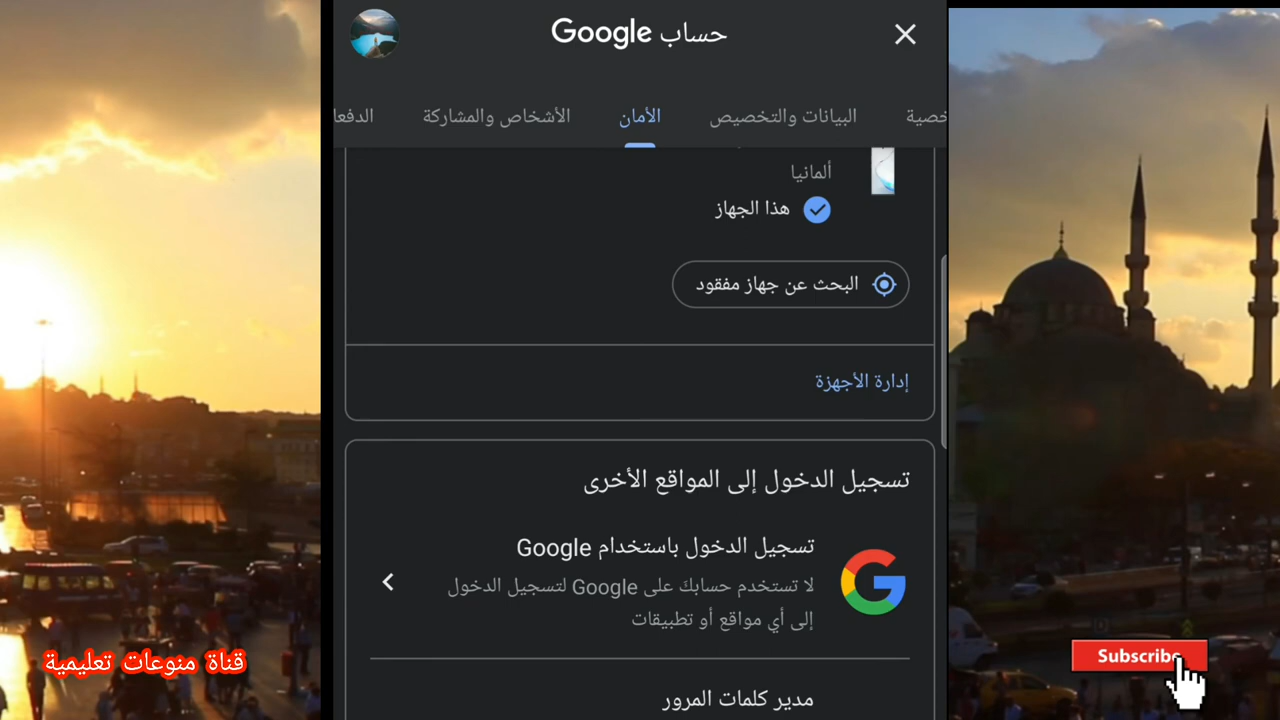 حساب Google
خصية
البيانات والتخصيص
الأمان
الأشخاص والمشاركة
الدفعا
ألمانيا
هذا الجهاز
البحث عن جهاز مفقود
إدارة الأجهزة
تسجيل الدخول إلى المواقع الأخرى
تسجيل الدخول باستخدام Google
لا تستخدم حسابكَ على Google لتسجيل الدخول
إلى أي مواقع أو تطبيقات
مدير كلمات المرور
قناة منوعات تعليمية
Subscribe